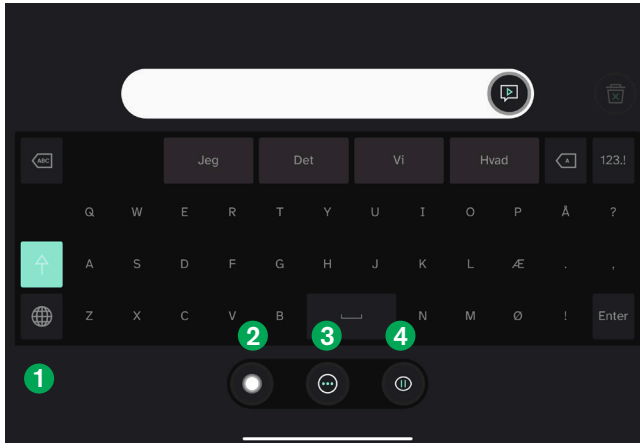 ABC Jeg Det Vi Hvad A 123.!
Q W E R T Y U I O P Å ?
A S D F G H J K L Æ . ,
Z X C V B N M Ø ! Enter
2 3 4
1